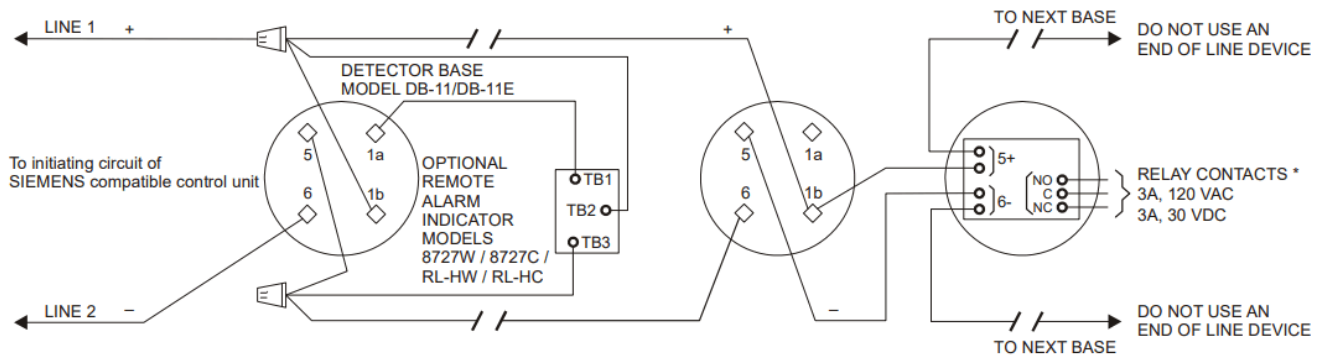 LINE 1 +
DETECTOR BASE
MODEL DB-11/DB-11E
5
1a
6
1b
To initiating circuit of
SIEMENS compatible control unit
OPTIONAL
REMOTE
ALARM
INDICATOR
MODELS
8727W / 8727C /
RL-HW / RL-HC
TB1
TB2
TB3
LINE 2 –
+
5
1a
6
1b
–
TO NEXT BASE
DO NOT USE AN
END OF LINE DEVICE
5+
6-
NO
C
NC
RELAY CONTACTS *
3A, 120 VAC
3A, 30 VDC
DO NOT USE AN
END OF LINE DEVICE
TO NEXT BASE